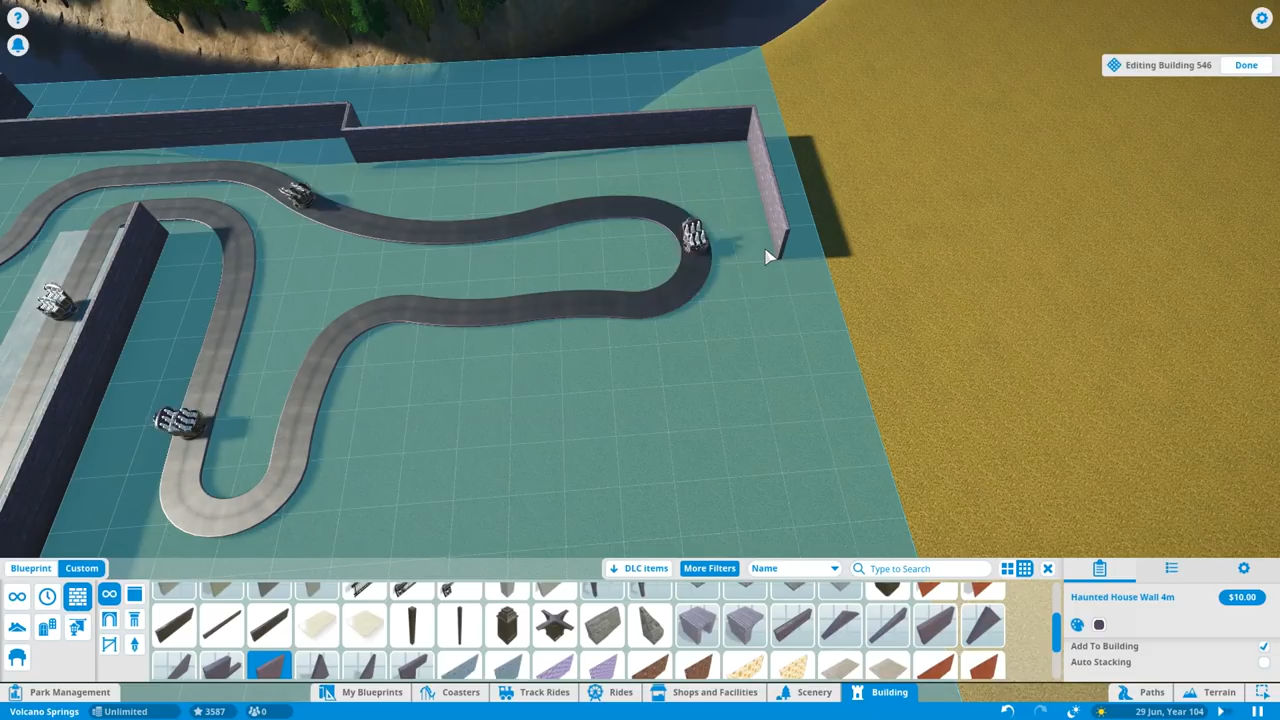 ?
Editing Building 546 Done
Blueprint Custom
DLC items More Filters Name Type to Search
Haunted House Wall 4m $10.00
Add To Building
Auto Stacking
Park Management My Blueprints Coasters Track Rides Rides Shops and Facilities Scenery Building Paths Terrain
Volcano Springs Unlimited 3587 0 29 Jun, Year 104